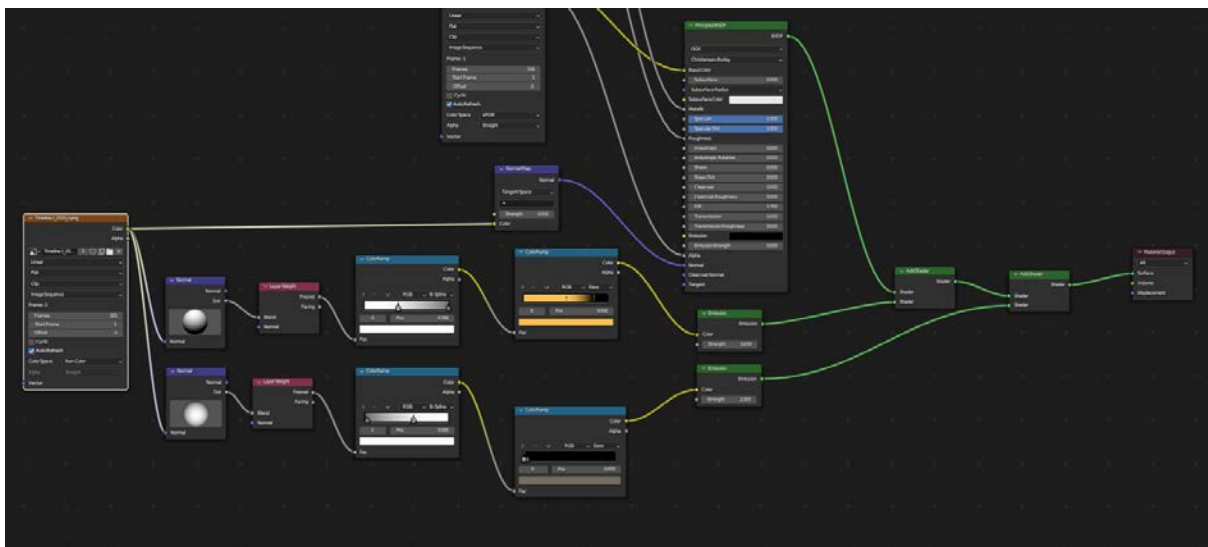 Linear
Flat
Clip
Image Sequence
Frame: 1
Frames
Start Frame
Offset
Cyclic
Auto Refresh
Color Space
sRGB
Alpha
Straight
Vector
Principled BSDF
BSDF
GGX
Christensen-Burley
Base Color
Subsurface
Subsurface Radius
Subsurface Color
Metallic
Specular
Specular Tint
Roughness
Anisotropic
Anisotropic Rotation
Sheen
Sheen Tint
Clearcoat
Clearcoat Roughness
IOR
Transmission
Transmission Roughness
Emission
Emission Strength
Alpha
Normal
Clearcoat Normal
Tangent
Normal Map
Normal
Tangent Space
Strength
Color
Color
Alpha
Linear
Flat
Clip
Image Sequence
Frame: 1
Frames
Start Frame
Offset
Cyclic
Auto Refresh
Color Space
Non-Color
Alpha
Straight
Vector
Normal
Normal
Dot
Normal
Layer Weight
Fresnel
Facing
Blend
Normal
ColorRamp
Color
Alpha
RGB
B-Spline
Pos
Fac
ColorRamp
Color
Alpha
RGB
Ease
Pos
Fac
Emission
Emission
Color
Strength
Normal
Normal
Dot
Normal
Layer Weight
Fresnel
Facing
Blend
Normal
ColorRamp
Color
Alpha
RGB
B-Spline
Pos
Fac
ColorRamp
Color
Alpha
RGB
Ease
Pos
Fac
Emission
Emission
Color
Strength
Add Shader
Shader
Shader
Shader
Add Shader
Shader
Shader
Shader
Material Output
All
Surface
Volume
Displacement